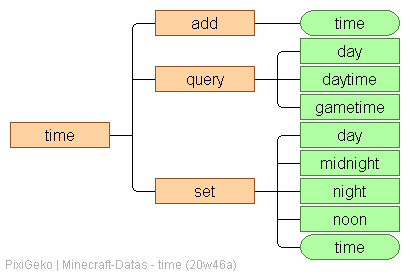 add
time
day
query
daytime
gametime
time
day
midnight
set
night
noon
time
PixiGeko | Minecraft-Datas - time (20w46a)